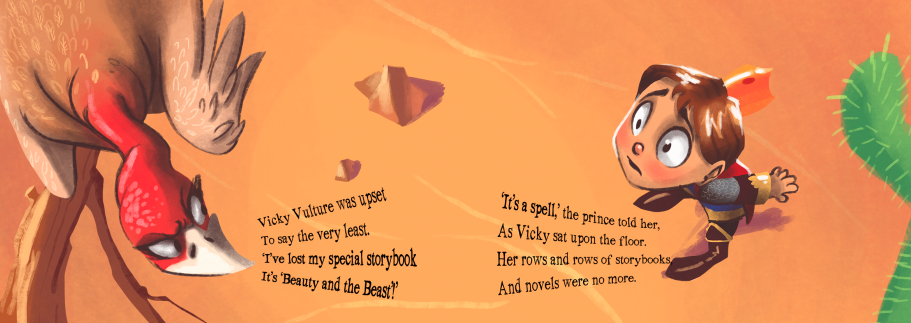 Vicky Vulture was upset
To say the very least.
'I've lost my special storybook
It's 'Beauty and the Beast!'
'It's a spell,' the prince told her,
As Vicky sat upon the floor.
Her rows and rows of storybooks
And novels were no more.